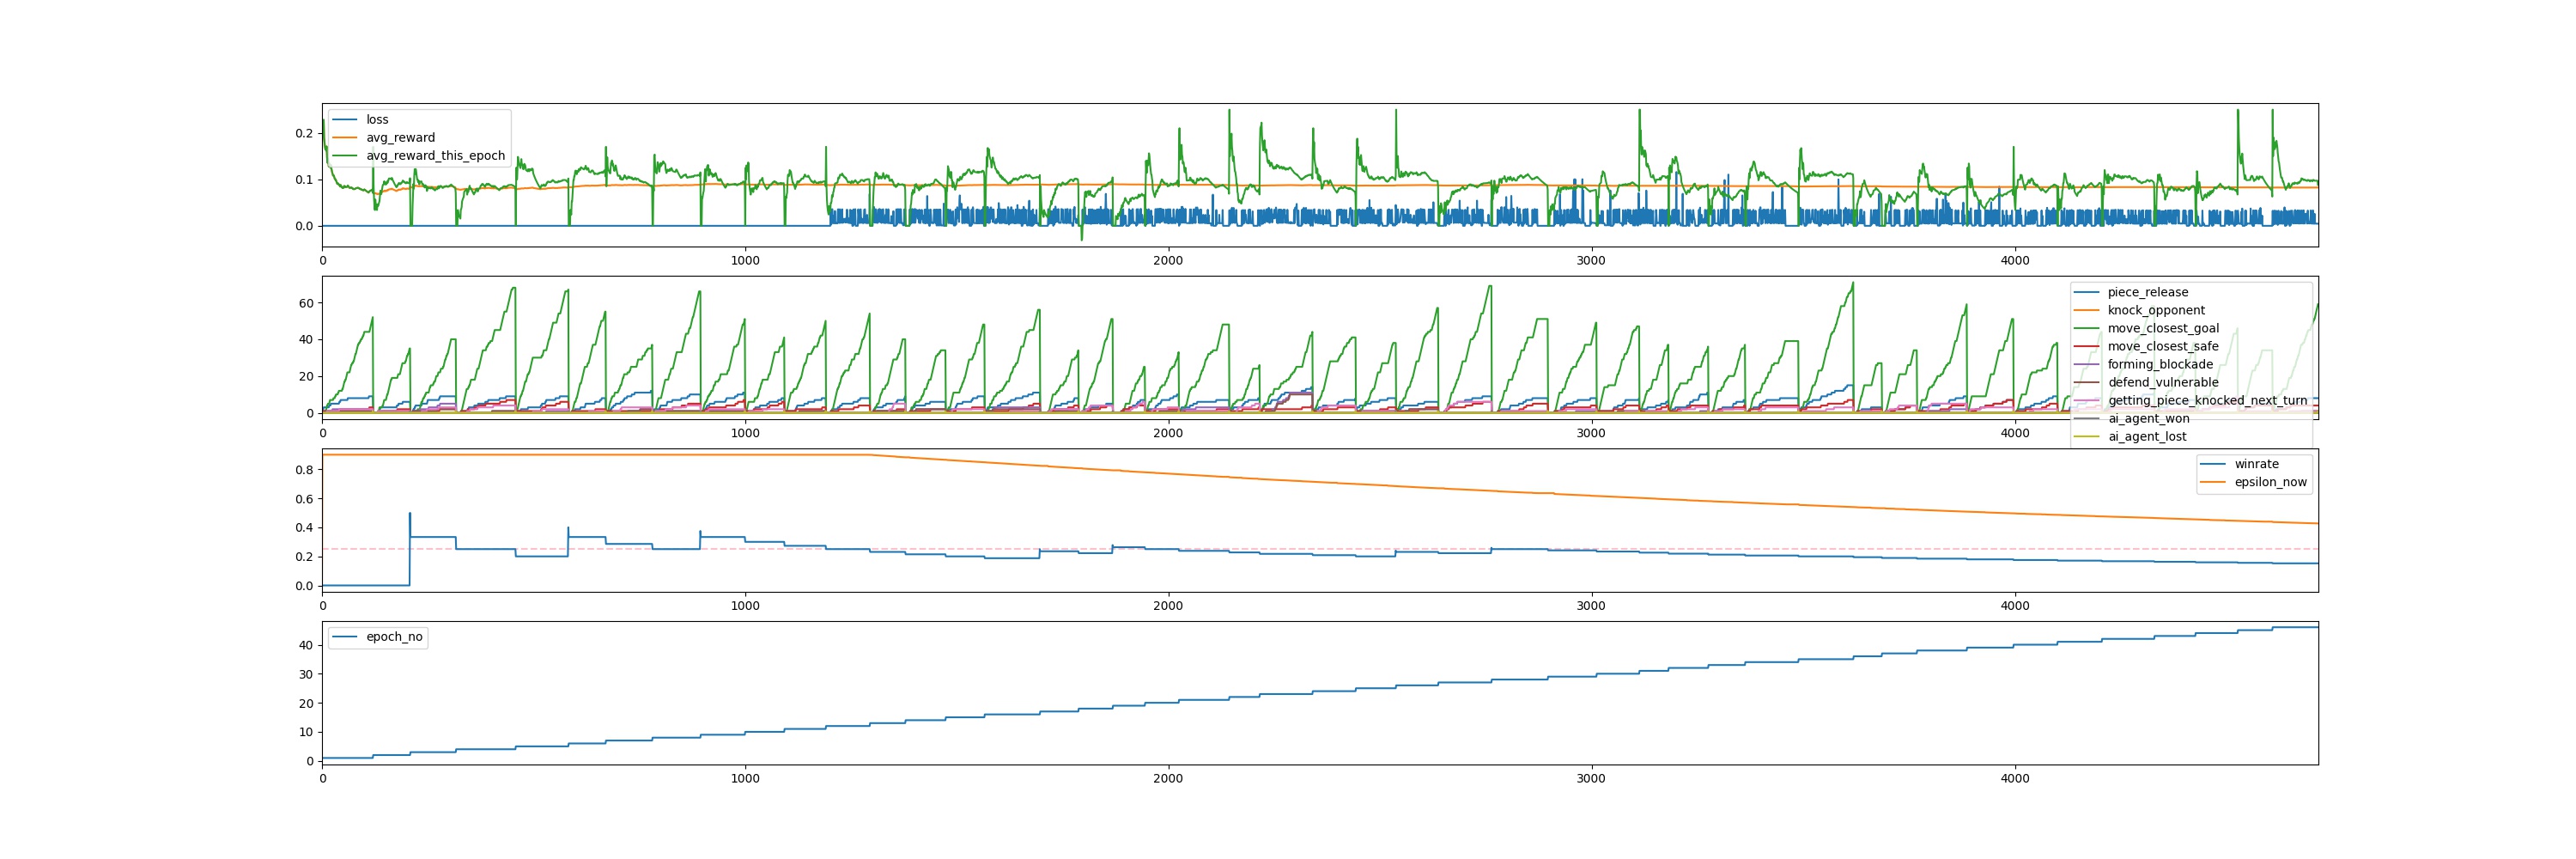 loss
avg_reward
avg_reward_this_epoch
0.2
0.1
0.0
0 1000 2000 3000 4000
piece_release
knock_opponent
move_closest_goal
move_closest_safe
forming_blockade
defend_vulnerable
getting_piece_knocked_next_turn
ai_agent_won
ai_agent_lost
60
40
20
0
0 1000 2000 3000 4000
winrate
epsilon_now
0.8
0.6
0.4
0.2
0.0
0 1000 2000 3000 4000
epoch_no
40
30
20
10
0
0 1000 2000 3000 4000